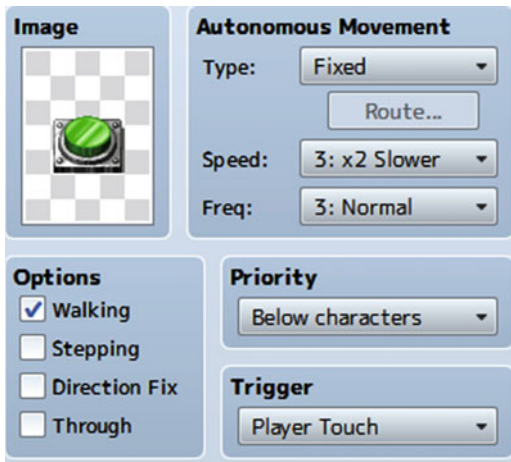 Image
Autonomous Movement
Type: Fixed
Route...
Speed: 3: x2 Slower
Freq: 3: Normal
Options
Walking
Stepping
Direction Fix
Through
Priority
Below characters
Trigger
Player Touch